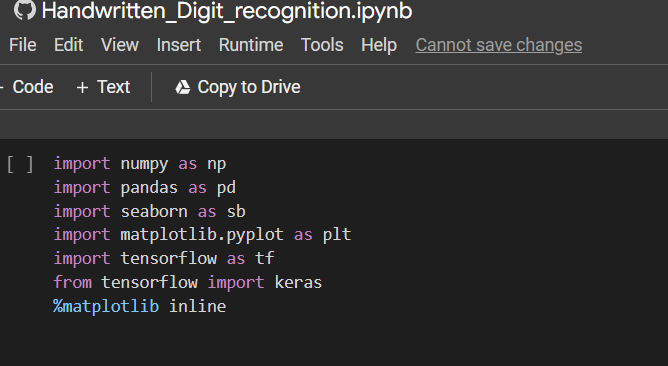 Handwritten_Digit_recognition.ipynb
File Edit View Insert Runtime Tools Help Cannot save changes
Code + Text Copy to Drive
[ ] import numpy as np
import pandas as pd
import seaborn as sb
import matplotlib.pyplot as plt
import tensorflow as tf
from tensorflow import keras
%matplotlib inline